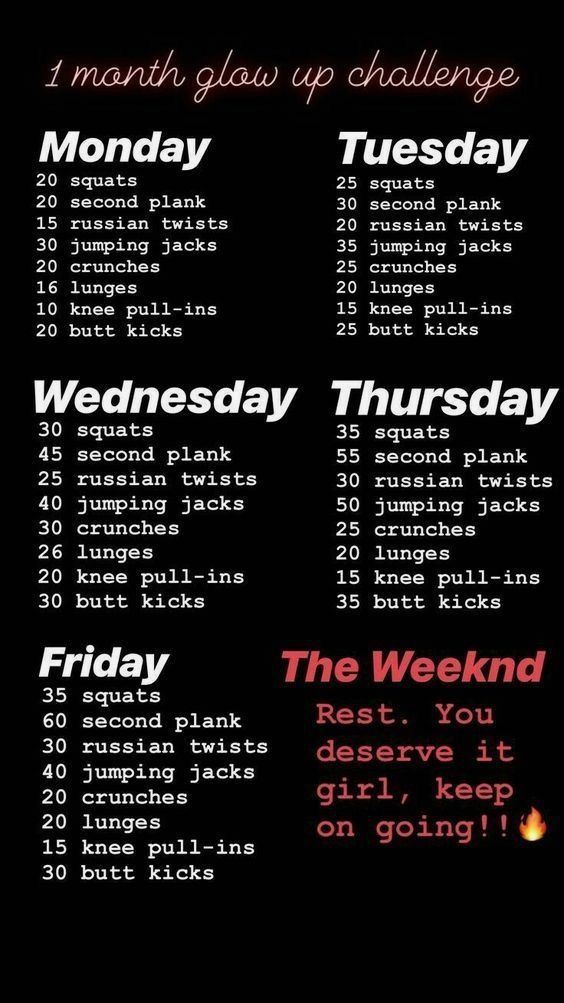 1 month glow up challenge
Monday
20 squats
20 second plank
15 russian twists
30 jumping jacks
20 crunches
16 lunges
10 knee pull-ins
20 butt kicks
Tuesday
25 squats
30 second plank
20 russian twists
35 jumping jacks
25 crunches
20 lunges
15 knee pull-ins
25 butt kicks
Wednesday
30 squats
45 second plank
25 russian twists
40 jumping jacks
30 crunches
26 lunges
20 knee pull-ins
30 butt kicks
Thursday
35 squats
55 second plank
30 russian twists
50 jumping jacks
25 crunches
20 lunges
15 knee pull-ins
35 butt kicks
Friday
35 squats
60 second plank
30 russian twists
40 jumping jacks
20 crunches
20 lunges
15 knee pull-ins
30 butt kicks
The Weeknd
Rest. You
deserve it
girl, keep
on going!!🔥